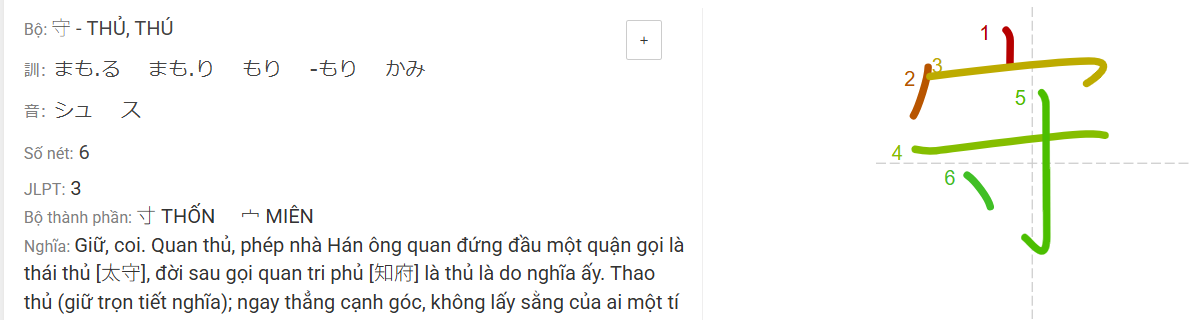 Bộ: 守 - THỦ, THÚ
+
訓: まも.る まも.り もり -もり かみ
音: シュ ス
Số nét: 6
JLPT: 3
Bộ thành phần: 寸 THỐN 宀 MIÊN
Nghĩa: Giữ, coi. Quan thủ, phép nhà Hán ông quan đứng đầu một quận gọi là
thái thủ [太守], đời sau gọi quan tri phủ [知府] là thủ là do nghĩa ấy. Thao
thủ (giữ trọn tiết nghĩa); ngay thẳng cạnh góc, không lấy sằng của ai một tí
守
1
2
3
4
5
6